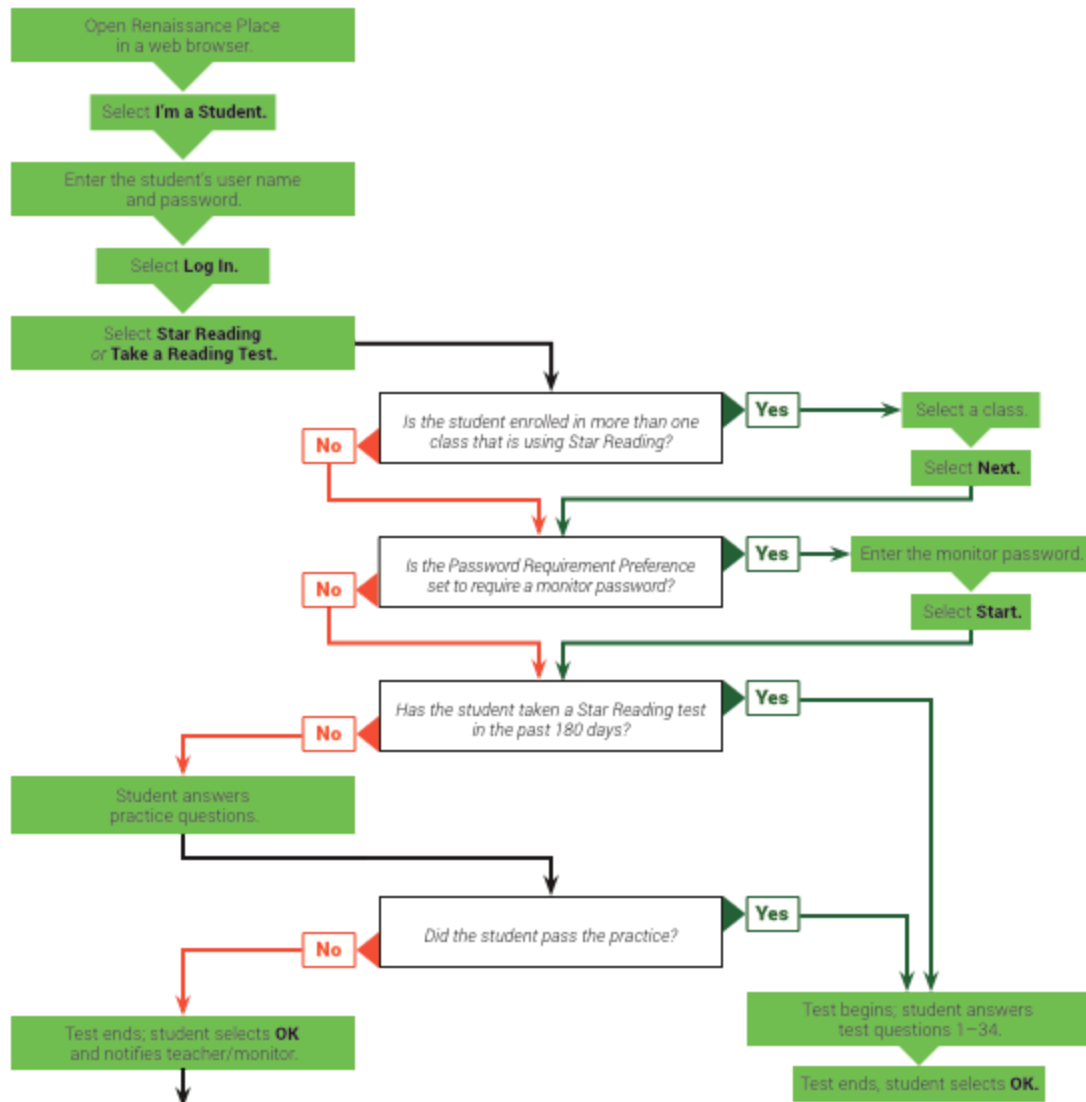 Open Renaissance Place
in a web browser.
Select I'm a Student.
Enter the student's user name
and password.
Select Log In.
Select Star Reading
or Take a Reading Test.
Is the student enrolled in more than one
class that is using Star Reading?
Yes
Select a class.
No
Select Next.
Is the Password Requirement Preference
set to require a monitor password?
Yes
Enter the monitor password.
No
Select Start.
Has the student taken a Star Reading test
in the past 180 days?
Yes
No
Student answers
practice questions.
Did the student pass the practice?
Yes
No
Test ends; student selects OK
and notifies teacher/monitor.
Test begins; student answers
test questions 1–34.
Test ends, student selects OK.